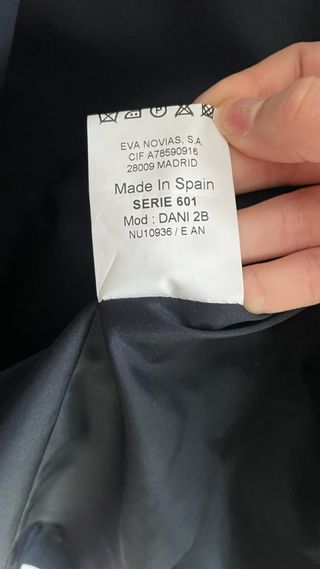 EVA NOVIAS, S.A.
CIF A78590916
28009 MADRID
Made In Spain
SERIE 601
Mod : DANI 2B
NU10936 / E AN